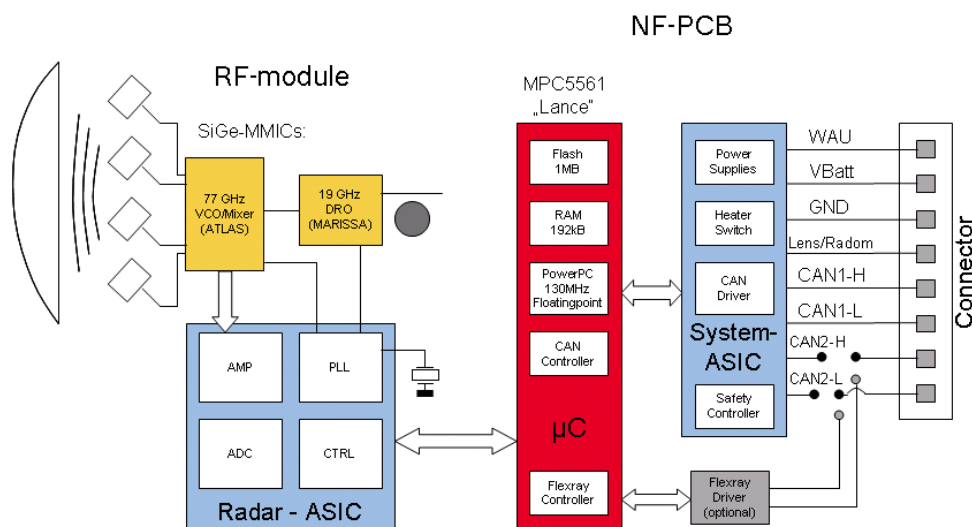 NF-PCB
RF-module
SiGe-MMICs:
77 GHz
VCO/Mixer
(ATLAS)
19 GHz
DRO
(MARISSA)
AMP
PLL
ADC
CTRL
Radar - ASIC
MPC5561
„Lance"
Flash
1MB
RAM
192kB
PowerPC
130MHz
Floatingpoint
CAN
Controller
µC
Flexray
Controller
Power
Supplies
Heater
Switch
CAN
Driver
System-
ASIC
Safety
Controller
Flexray
Driver
(optional)
WAU
VBatt
GND
Lens/Radom
CAN1-H
CAN1-L
CAN2-H
CAN2-L
Connector